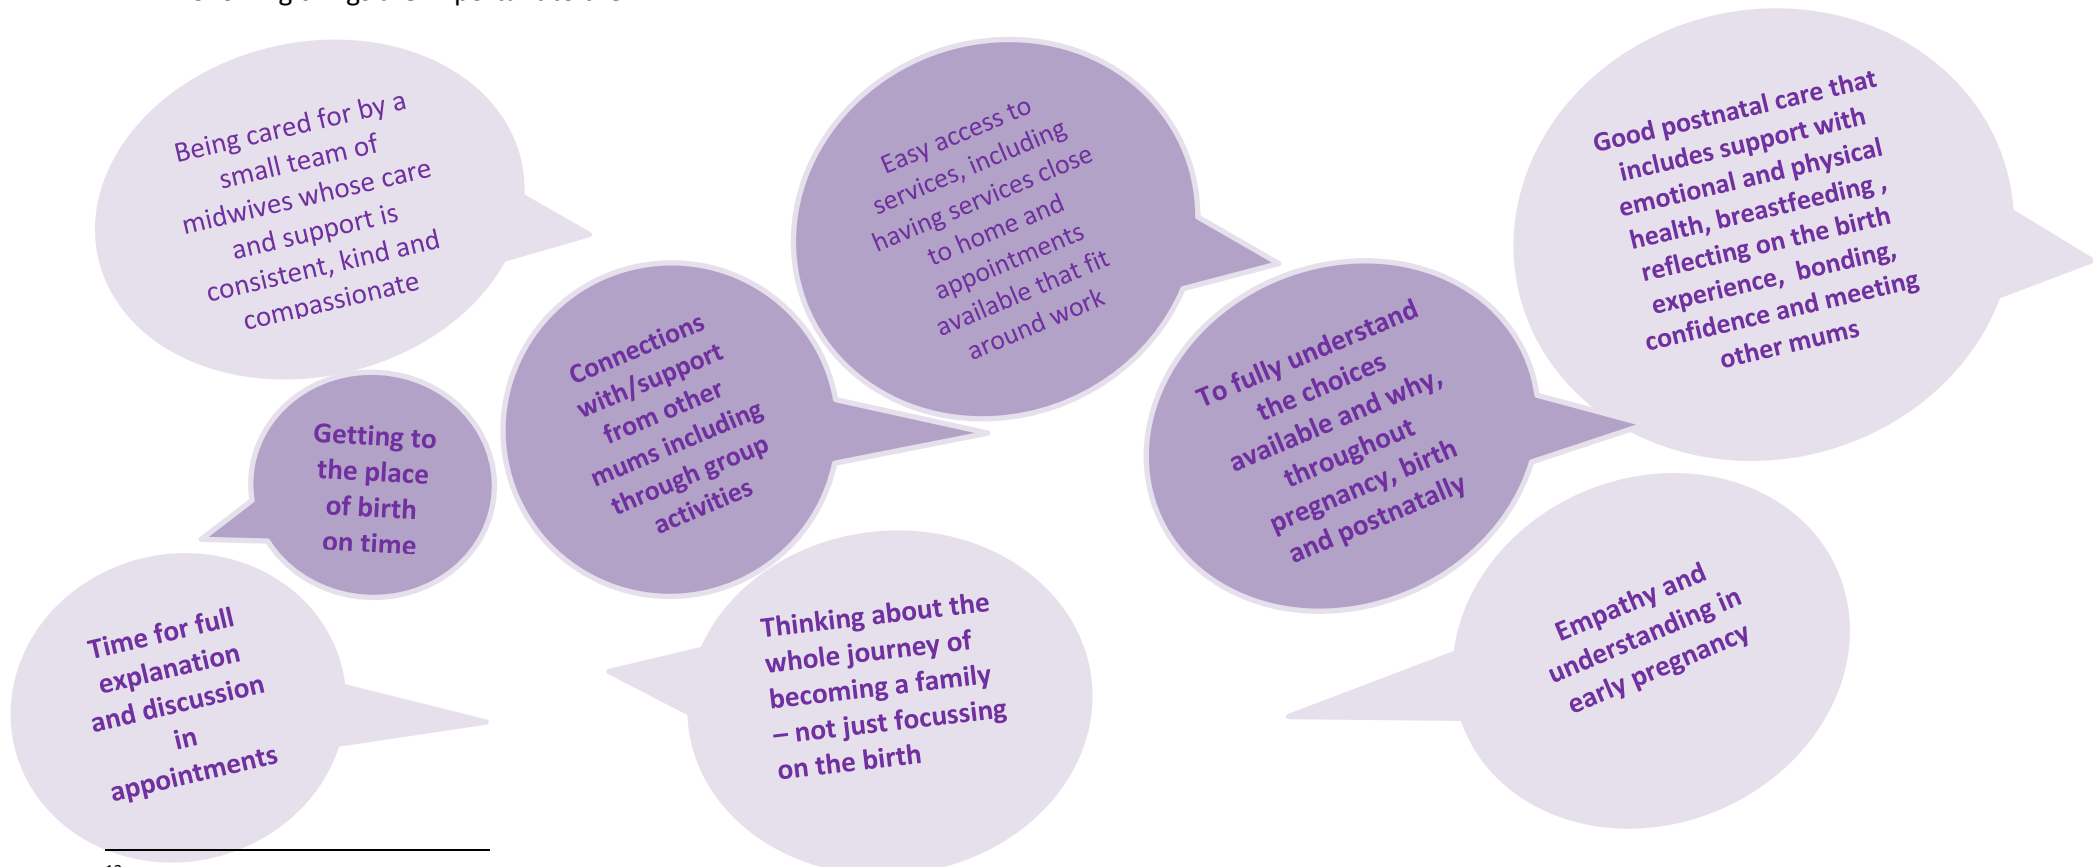 Being cared for by a
small team of
midwives whose care
and support is
consistent, kind and
compassionate
Easy access to
services, including
having services close
to home and
appointments
available that fit
around work
Good postnatal care that
includes support with
emotional and physical
health, breastfeeding ,
reflecting on the birth
experience, bonding,
confidence and meeting
other mums
Connections
with/support
from other
mums including
through group
activities
To fully understand
the choices
available and why,
throughout
pregnancy, birth
and postnatally
Getting to
the place
of birth
on time
Time for full
explanation
and discussion
in
appointments
Thinking about the
whole journey of
becoming a family
– not just focussing
on the birth
Empathy and
understanding in
early pregnancy